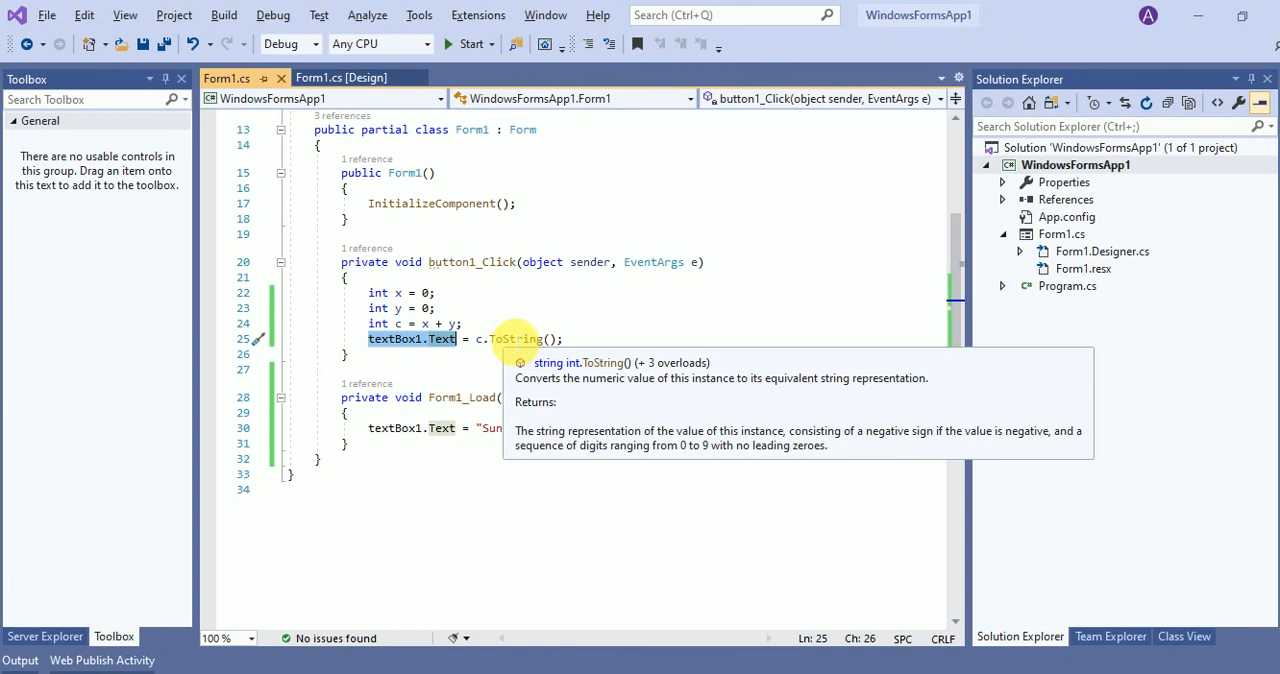 File Edit View Project Build Debug Test Analyze Tools Extensions Window Help Search (Ctrl+Q) WindowsFormsApp1 A
Debug Any CPU Start
Toolbox
Search Toolbox
General
There are no usable controls in
this group. Drag an item onto
this text to add it to the toolbox.
Server Explorer Toolbox
Form1.cs Form1.cs [Design]
WindowsFormsApp1 WindowsFormsApp1.Form1 button1_Click(object sender, EventArgs e)
3 references
13 public partial class Form1 : Form
14 {
1 reference
15 public Form1()
16 {
17 InitializeComponent();
18 }
19
1 reference
20 private void button1_Click(object sender, EventArgs e)
21 {
22 int x = 0;
23 int y = 0;
24 int c = x + y;
25 textBox1.Text = c.ToString();
26 }
27
1 reference
28 private void Form1_Load(
29 {
30 textBox1.Text = "Sun
31 }
32 }
33 }
34
string int.ToString() (+ 3 overloads)
Converts the numeric value of this instance to its equivalent string representation.
Returns:
The string representation of the value of this instance, consisting of a negative sign if the value is negative, and a
sequence of digits ranging from 0 to 9 with no leading zeroes.
100 % No issues found Ln: 25 Ch: 26 SPC CRLF
Solution Explorer
Search Solution Explorer (Ctrl+;)
Solution 'WindowsFormsApp1' (1 of 1 project)
C# WindowsFormsApp1
Properties
References
App.config
Form1.cs
Form1.Designer.cs
Form1.resx
C# Program.cs
Solution Explorer Team Explorer Class View
Output Web Publish Activity